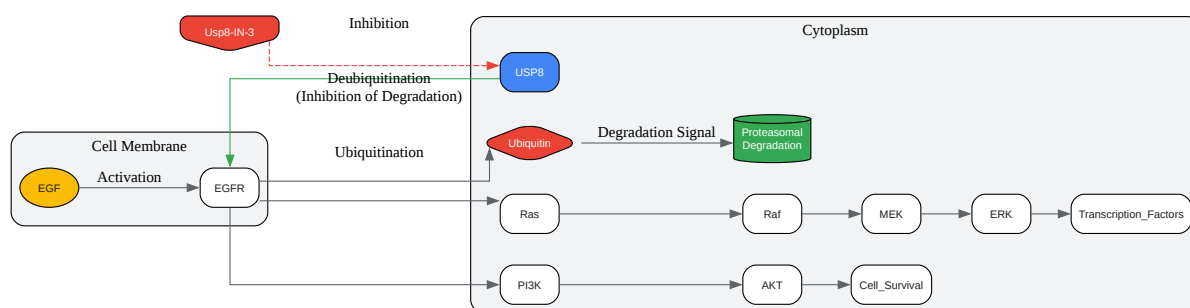 Usp8-IN-3
Inhibition
Cytoplasm
USP8
Deubiquitination
(Inhibition of Degradation)
Cell Membrane
Ubiquitination
Ubiquitin
Degradation Signal
Proteasomal
Degradation
EGF
Activation
EGFR
Ras
Raf
MEK
ERK
Transcription_Factors
PI3K
AKT
Cell_Survival